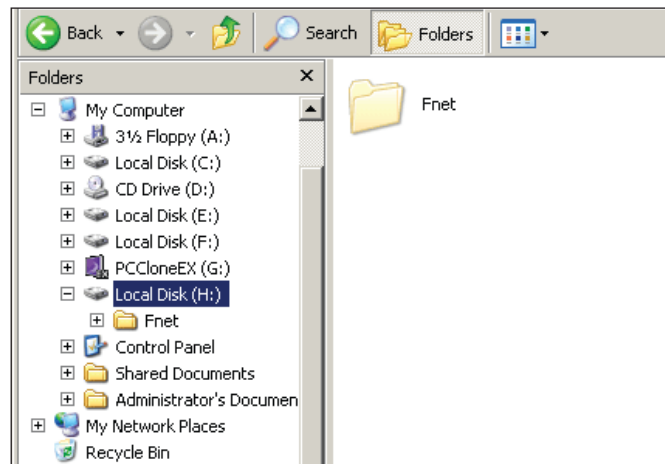 Back Search Folders
Folders X
My Computer
3½ Floppy (A:)
Local Disk (C:)
CD Drive (D:)
Local Disk (E:)
Local Disk (F:)
PCCloneEX (G:)
Local Disk (H:)
Fnet
Control Panel
Shared Documents
Administrator's Documen
My Network Places
Recycle Bin
Fnet